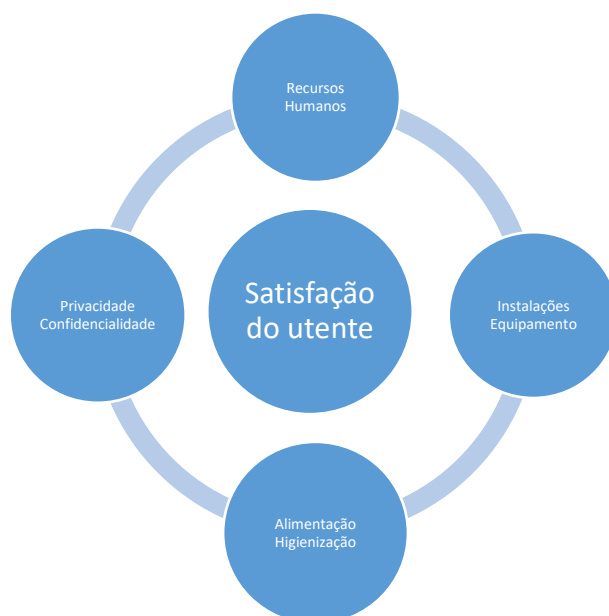 Recursos
Humanos
Privacidade
Confidencialidade
Satisfação
do utente
Instalações
Equipamento
Alimentação
Higienização